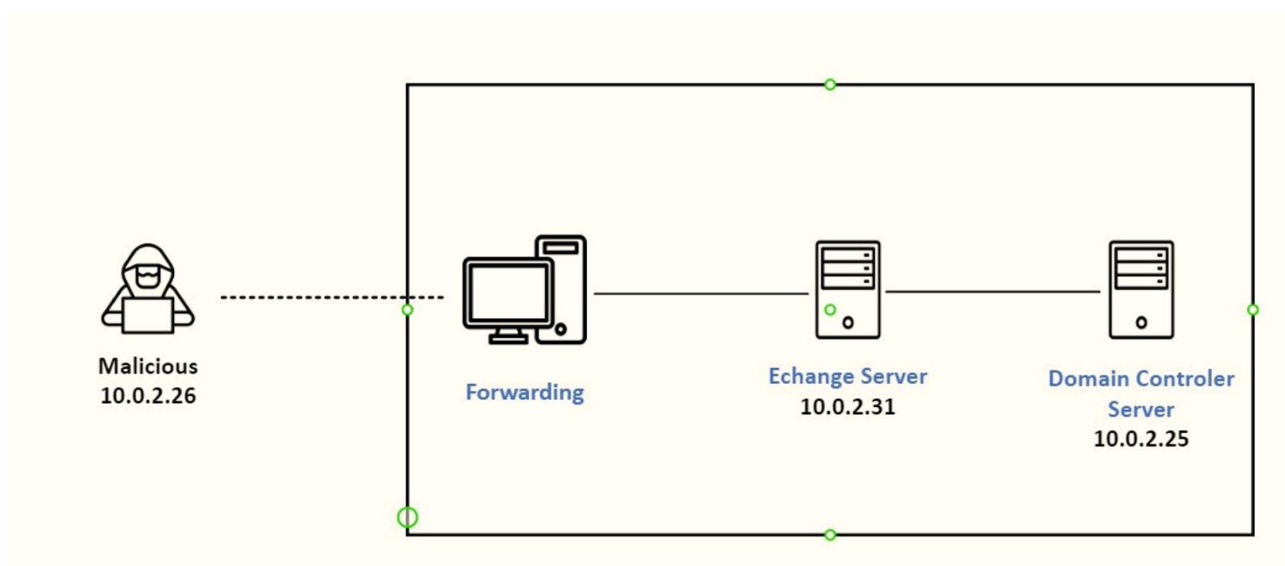 Malicious
10.0.2.26
Forwarding
Echange Server
10.0.2.31
Domain Controler
Server
10.0.2.25